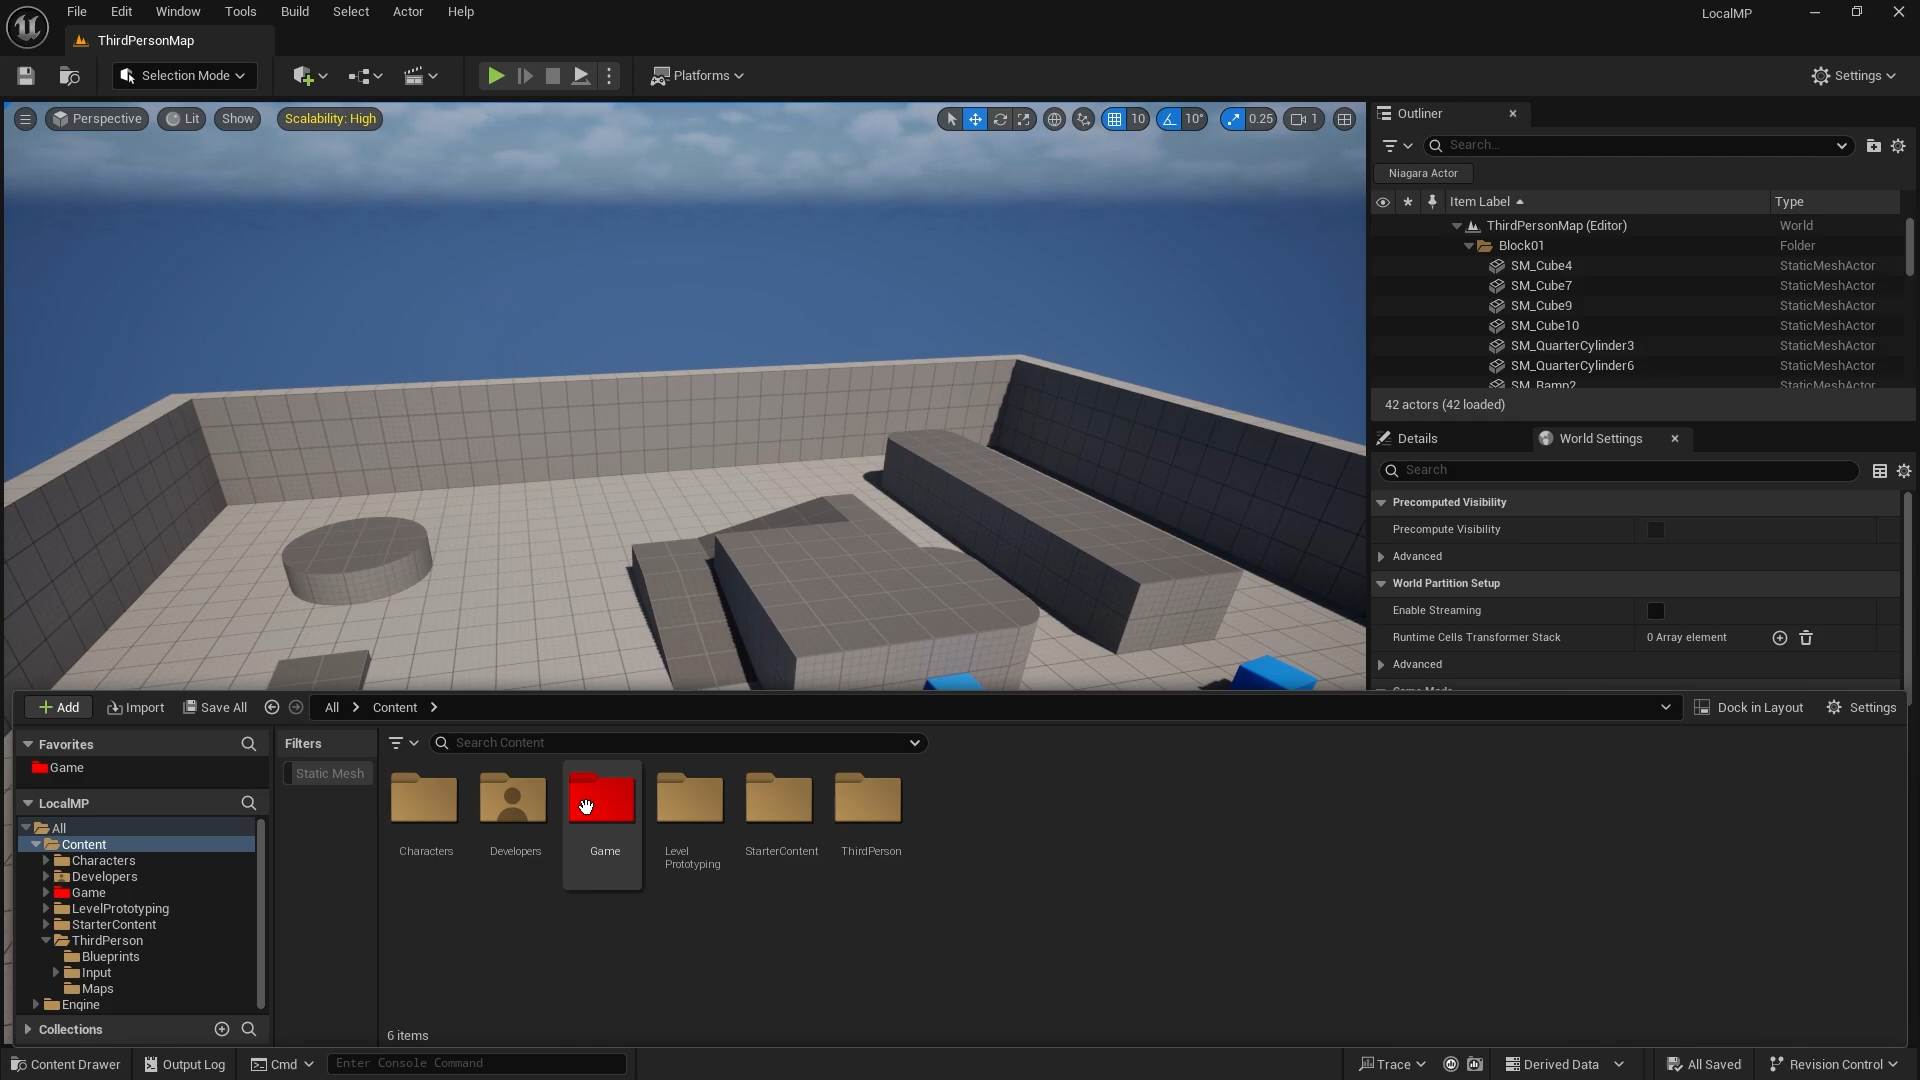 File Edit Window Tools Build Select Actor Help
LocalMP
ThirdPersonMap
Selection Mode
Platforms
Settings
Perspective Lit Show Scalability: High
10 10° 0.25 1
Outliner
Search...
Niagara Actor
Item Label Type
ThirdPersonMap (Editor) World
Block01 Folder
SM_Cube4 StaticMeshActor
SM_Cube7 StaticMeshActor
SM_Cube9 StaticMeshActor
SM_Cube10 StaticMeshActor
SM_QuarterCylinder3 StaticMeshActor
SM_QuarterCylinder6 StaticMeshActor
SM_Ramp2 StaticMeshActor
42 actors (42 loaded)
Details World Settings
Search
Precomputed Visibility
Precompute Visibility
Advanced
World Partition Setup
Enable Streaming
Runtime Cells Transformer Stack 0 Array element
Advanced
Game Mode
Add Import Save All All Content Dock in Layout Settings
Favorites
Game
Filters
Static Mesh
Search Content
LocalMP
All
Content
Characters
Developers
Game
LevelPrototyping
StarterContent
ThirdPerson
Blueprints
Input
Maps
Engine
Collections
Characters Developers Game Level Prototyping StarterContent ThirdPerson
6 items
Content Drawer Output Log Cmd Enter Console Command Trace Derived Data All Saved Revision Control